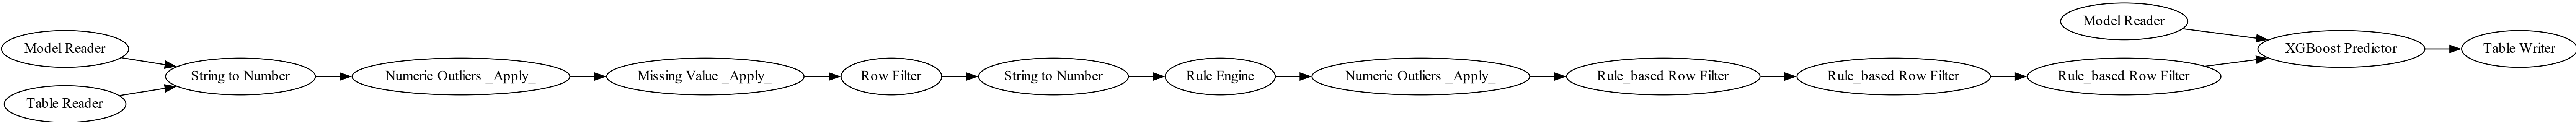 Model Reader
Table Reader
String to Number
Numeric Outliers _Apply_
Missing Value _Apply_
Row Filter
String to Number
Rule Engine
Numeric Outliers _Apply_
Rule_based Row Filter
Rule_based Row Filter
Rule_based Row Filter
Model Reader
XGBoost Predictor
Table Writer